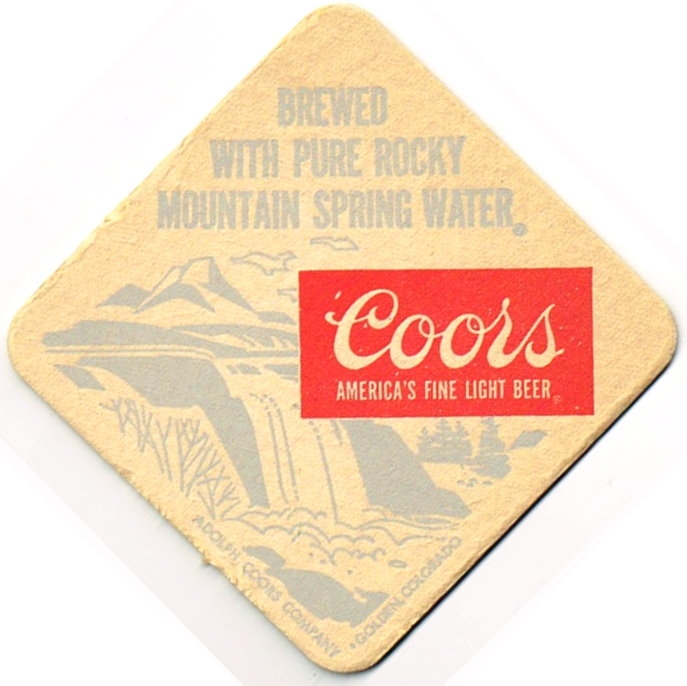 BREWED
WITH PURE ROCKY
MOUNTAIN SPRING WATER®
Coors
AMERICA'S FINE LIGHT BEER®
ADOLPH COORS COMPANY • GOLDEN, COLORADO